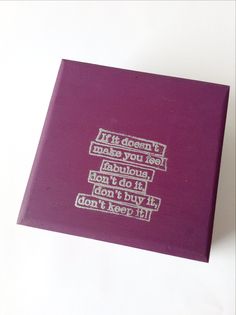 If it doesn't
make you feel
fabulous,
don't do it,
don't buy it,
don't keep it!